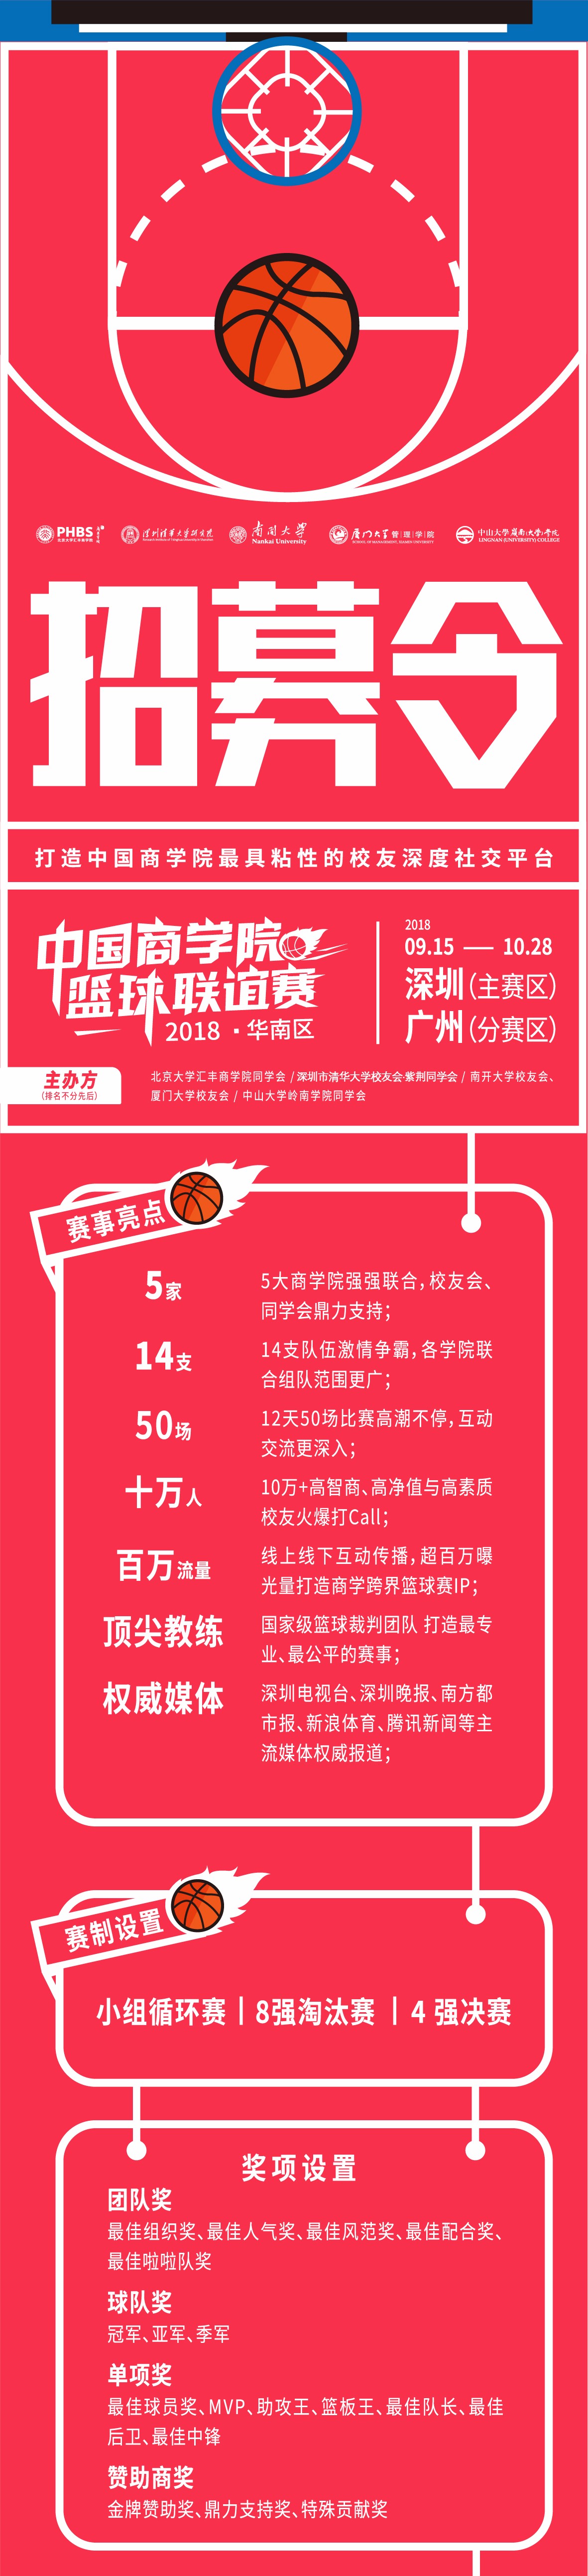 PHBS
北京大学汇丰商学院
深圳清华大学研究院
Research Institute of Tsinghua University in Shenzhen
南开大学
Nankai University
厦门大学管理学院
SCHOOL OF MANAGEMENT, XIAMEN UNIVERSITY
中山大學嶺南(大學)學院
LINGNAN (UNIVERSITY) COLLEGE
招募令
打造中国商学院最具粘性的校友深度社交平台
中国商学院
篮球联谊赛
2018 · 华南区
2018
09.15 — 10.28
深圳(主赛区)
广州(分赛区)
主办方
(排名不分先后)
北京大学汇丰商学院同学会 / 深圳市清华大学校友会·紫荆同学会 / 南开大学校友会、
厦门大学校友会 / 中山大学岭南学院同学会
赛事亮点
5家
5大商学院强强联合，校友会、
同学会鼎力支持；
14支
14支队伍激情争霸，各学院联
合组队范围更广；
50场
12天50场比赛高潮不停，互动
交流更深入；
十万人
10万+高智商、高净值与高素质
校友火爆打Call；
百万流量
线上线下互动传播，超百万曝
光量打造商学跨界篮球赛IP；
顶尖教练
国家级篮球裁判团队 打造最专
业、最公平的赛事；
权威媒体
深圳电视台、深圳晚报、南方都
市报、新浪体育、腾讯新闻等主
流媒体权威报道；
赛制设置
小组循环赛 | 8强淘汰赛 | 4 强决赛
奖项设置
团队奖
最佳组织奖、最佳人气奖、最佳风范奖、最佳配合奖、
最佳啦啦队奖
球队奖
冠军、亚军、季军
单项奖
最佳球员奖、MVP、助攻王、篮板王、最佳队长、最佳
后卫、最佳中锋
赞助商奖
金牌赞助奖、鼎力支持奖、特殊贡献奖